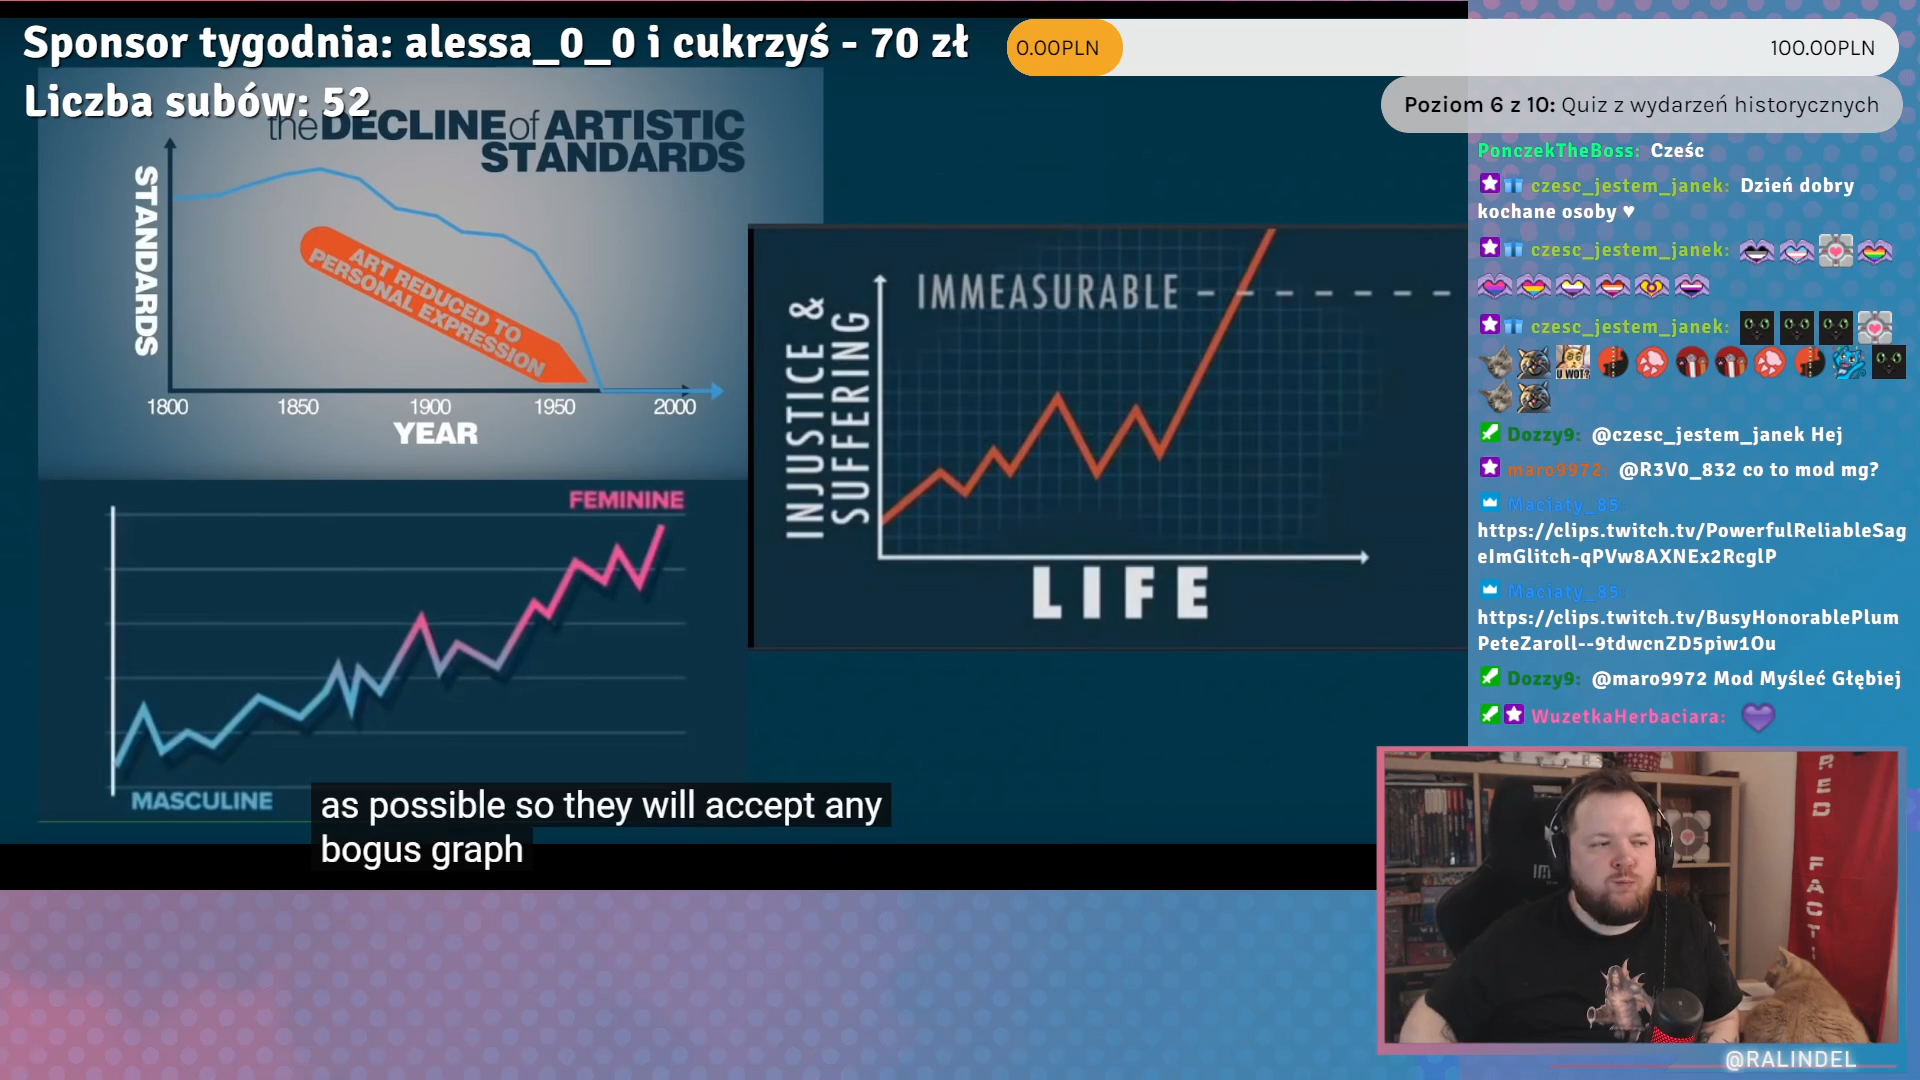 Sponsor tygodnia: alessa_0_0 i cukrzyś - 70 zł
Liczba subów: 52
0.00PLN
100.00PLN
Poziom 6 z 10: Quiz z wydarzeń historycznych
the DECLINE of ARTISTIC
STANDARDS
STANDARDS
ART REDUCED TO
PERSONAL EXPRESSION
1800 1850 1900 1950 2000
YEAR
FEMININE
MASCULINE
IMMEASURABLE
INJUSTICE &
SUFFERING
LIFE
as possible so they will accept any
bogus graph
PonczekTheBoss: Cześc
czesc_jestem_janek: Dzień dobry
kochane osoby ♥
czesc_jestem_janek:
czesc_jestem_janek:
U WOT?
Dozzy9: @czesc_jestem_janek Hej
maro9972: @R3V0_832 co to mod mg?
Maciaty_85:
https://clips.twitch.tv/PowerfulReliableSag
eImGlitch-qPVw8AXNEx2RcglP
Maciaty_85:
https://clips.twitch.tv/BusyHonorablePlum
PeteZaroll--9tdwcnZD5piw1Ou
Dozzy9: @maro9972 Mod Myśleć Głębiej
WuzetkaHerbaciara:
RED FACTI
@RALINDEL